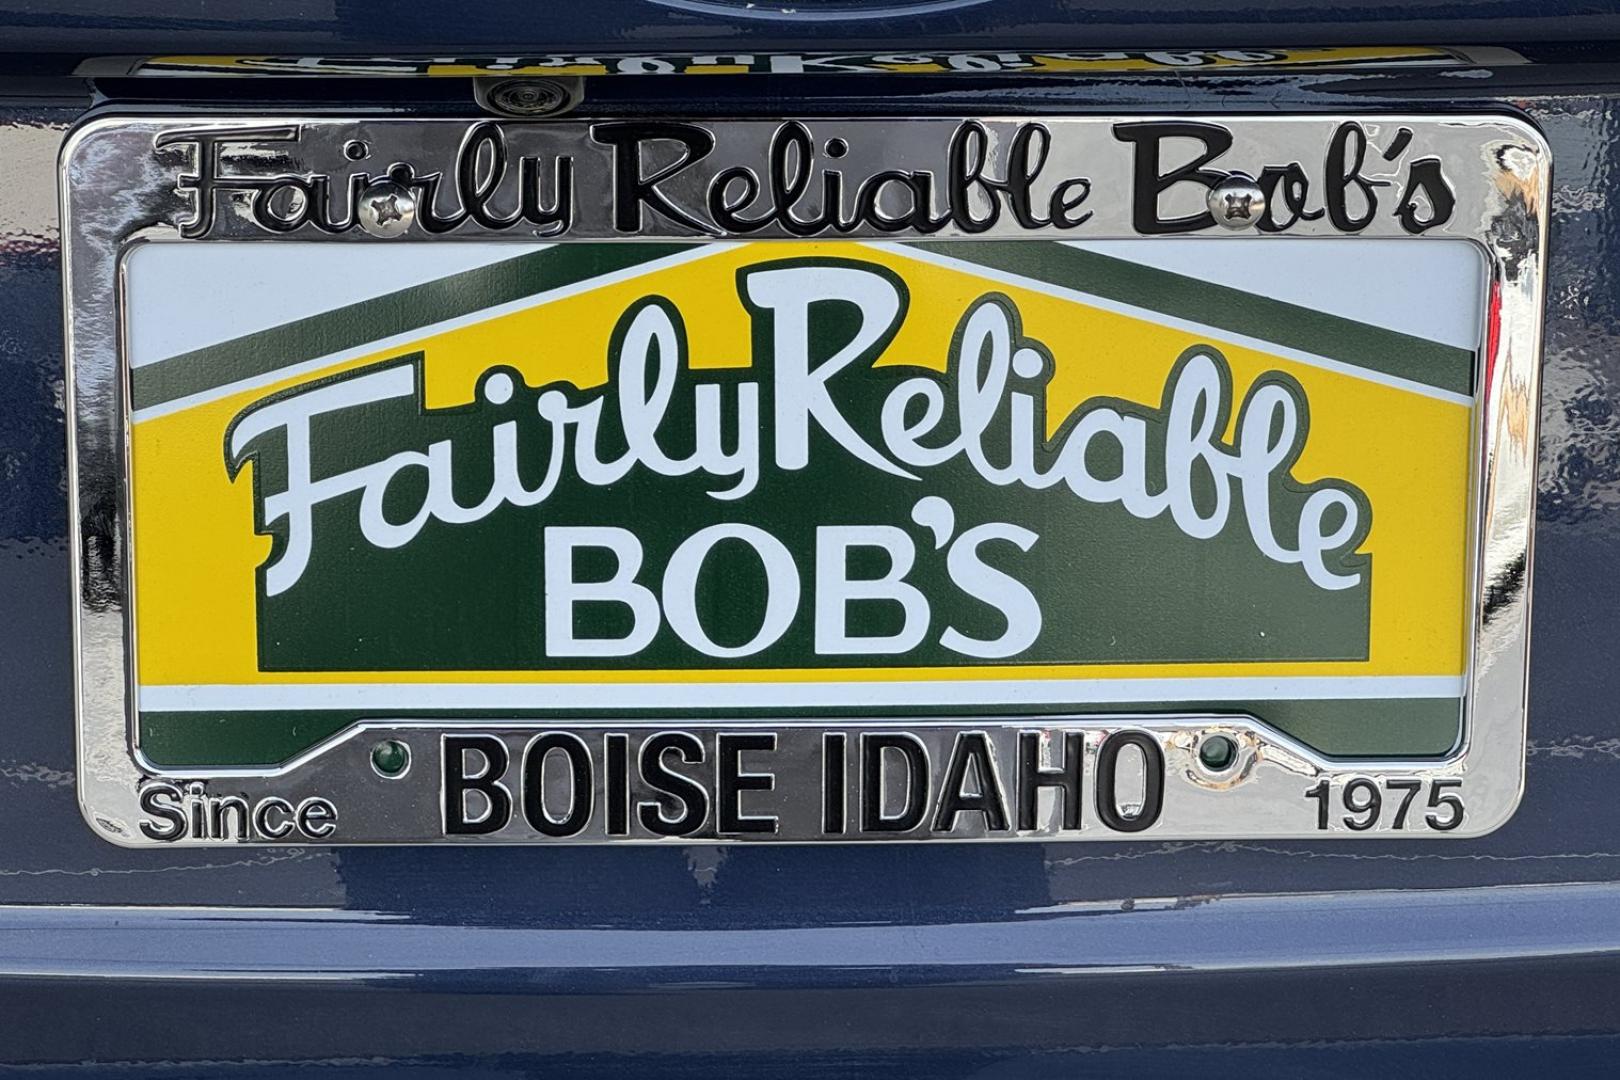 Fairly Reliable Bob's
Fairly Reliable
BOB'S
BOISE IDAHO
Since 1975